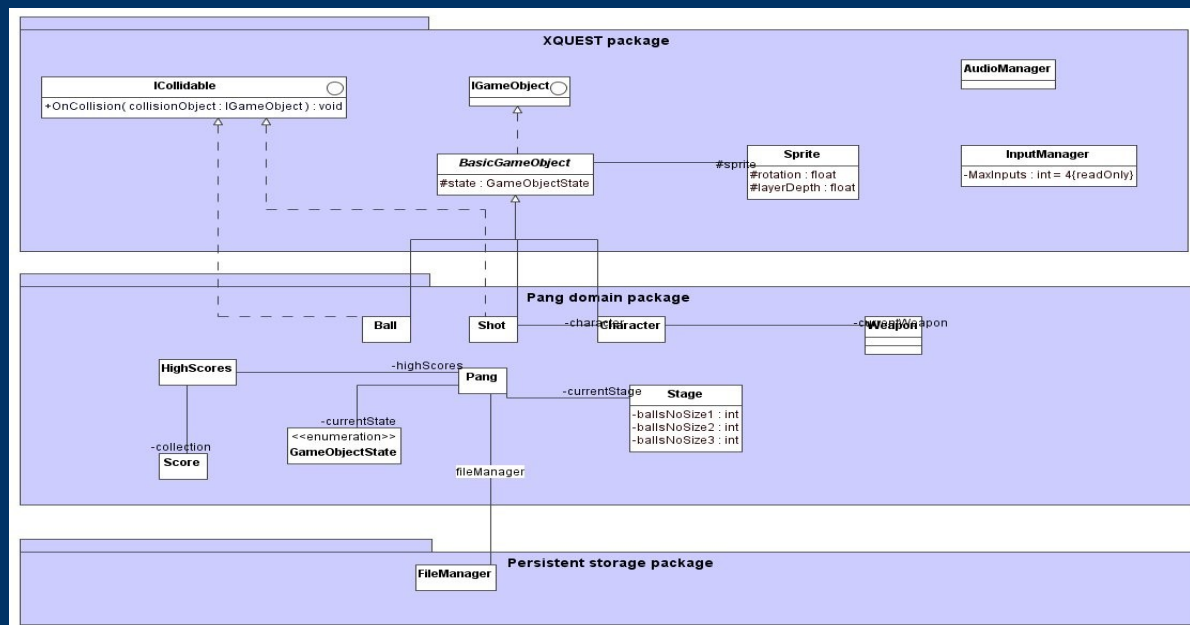 XQUEST package
ICollidable
+OnCollision( collisionObject : IGameObject ) : void
IGameObject
AudioManager
BasicGameObject
#state : GameObjectState
#sprite
Sprite
#rotation : float
#layerDepth : float
InputManager
-MaxInputs : int = 4{readOnly}
Pang domain package
Ball
Shot
-character
Character
-currentWeapon
Weapon
HighScores
-highScores
Pang
-currentStage
Stage
-ballsNoSize1 : int
-ballsNoSize2 : int
-ballsNoSize3 : int
-currentState
<<enumeration>>
GameObjectState
-collection
Score
fileManager
Persistent storage package
FileManager